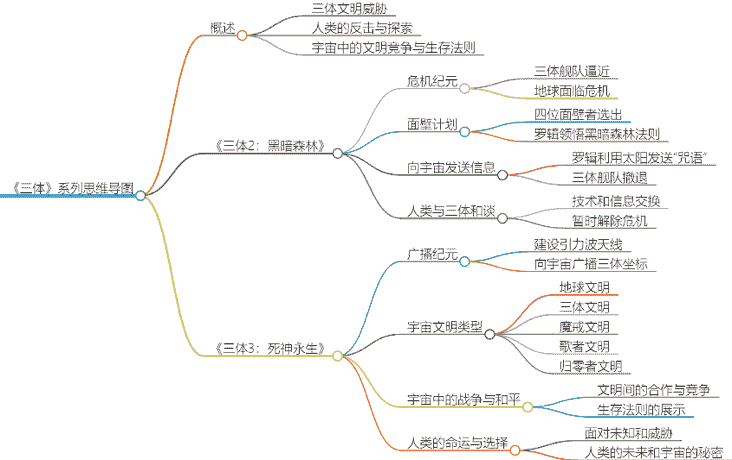 《三体》系列思维导图
概述
三体文明威胁
人类的反击与探索
宇宙中的文明竞争与生存法则
《三体2：黑暗森林》
危机纪元
三体舰队逼近
地球面临危机
面壁计划
四位面壁者选出
罗辑领悟黑暗森林法则
向宇宙发送信息
罗辑利用太阳发送“咒语”
三体舰队撤退
人类与三体和谈
技术和信息交换
暂时解除危机
《三体3：死神永生》
广播纪元
建设引力波天线
向宇宙广播三体坐标
宇宙文明类型
地球文明
三体文明
魔戒文明
歌者文明
归零者文明
宇宙中的战争与和平
文明间的合作与竞争
生存法则的展示
人类的命运与选择
面对未知和威胁
人类的未来和宇宙的秘密